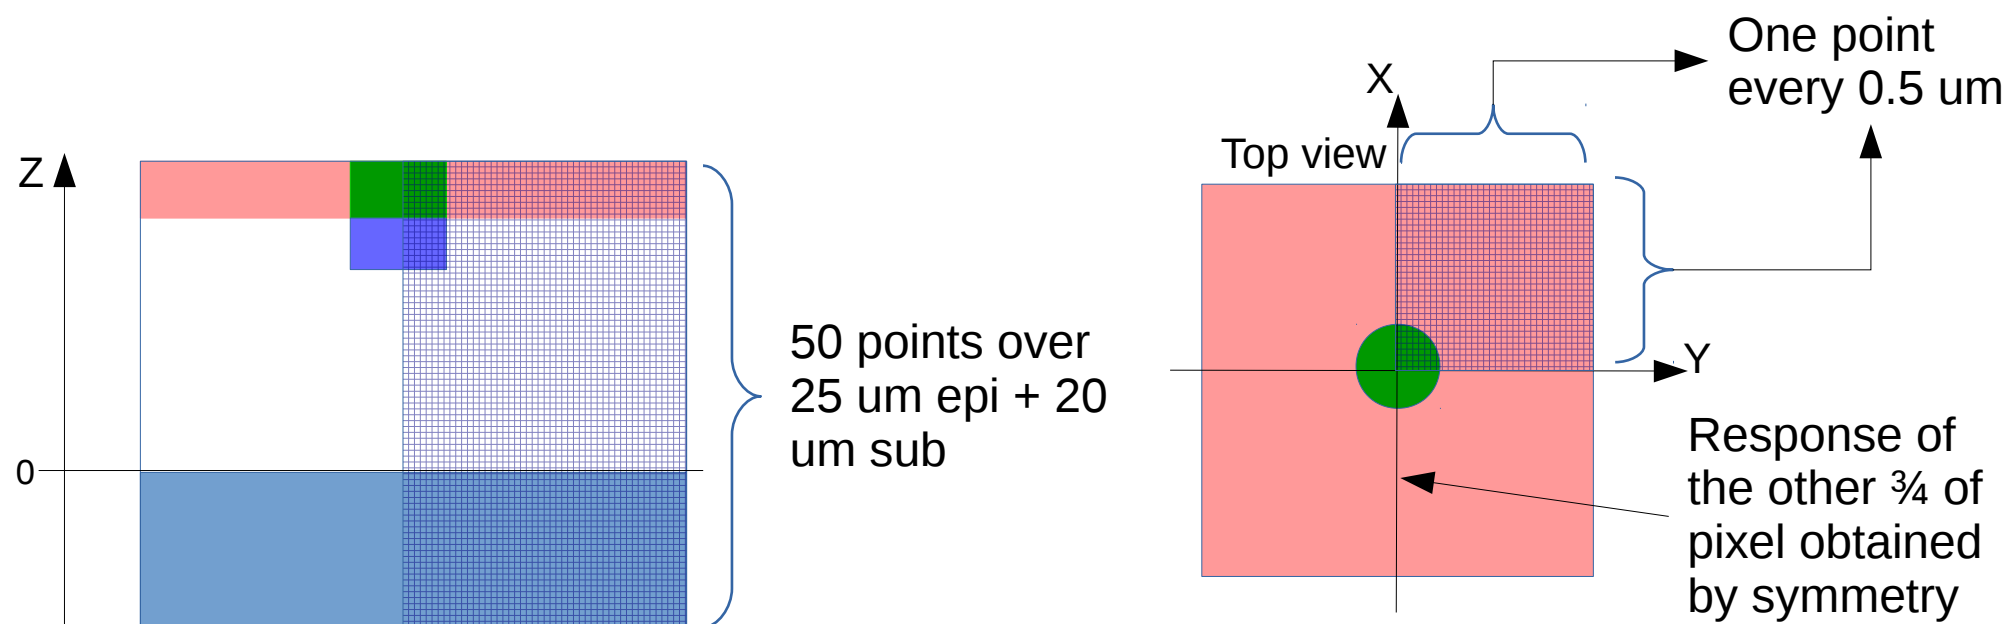 Z
0
50 points over
25 um epi + 20
um sub
X
Top view
One point
every 0.5 um
Y
Response of
the other ¾ of
pixel obtained
by symmetry